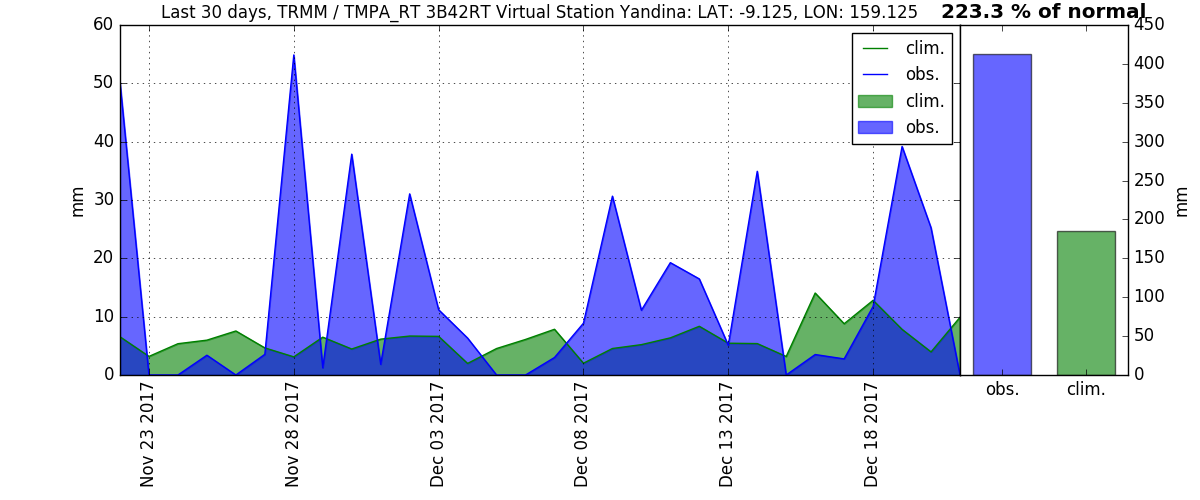 Last 30 days, TRMM / TMPA_RT 3B42RT Virtual Station Yandina: LAT: -9.125, LON: 159.125
223.3 % of normal
mm
60
50
40
30
20
10
0
clim.
obs.
clim.
obs.
Nov 23 2017
Nov 28 2017
Dec 03 2017
Dec 08 2017
Dec 13 2017
Dec 18 2017
450
400
350
300
250
200
150
100
50
0
mm
obs.
clim.